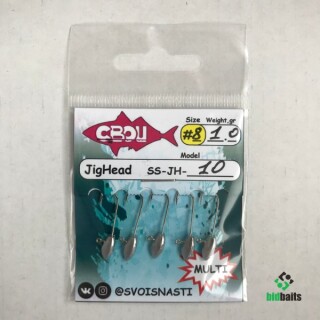 СВОИ
Size Weight,gr
#8 1.0
Model
JigHead SS-JH- 10
MULTI
@SVOISNASTI
bidbaits